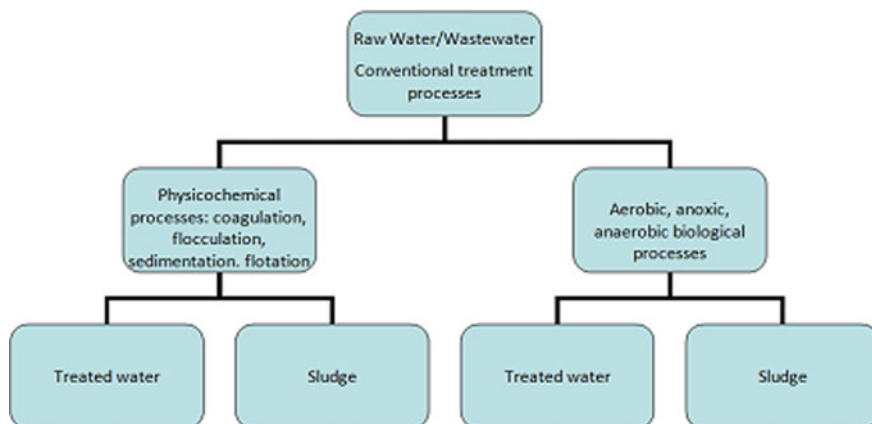 Raw Water/Wastewater
Conventional treatment
processes
Physicochemical
processes: coagulation,
flocculation,
sedimentation. flotation
Aerobic, anoxic,
anaerobic biological
processes
Treated water
Sludge
Treated water
Sludge